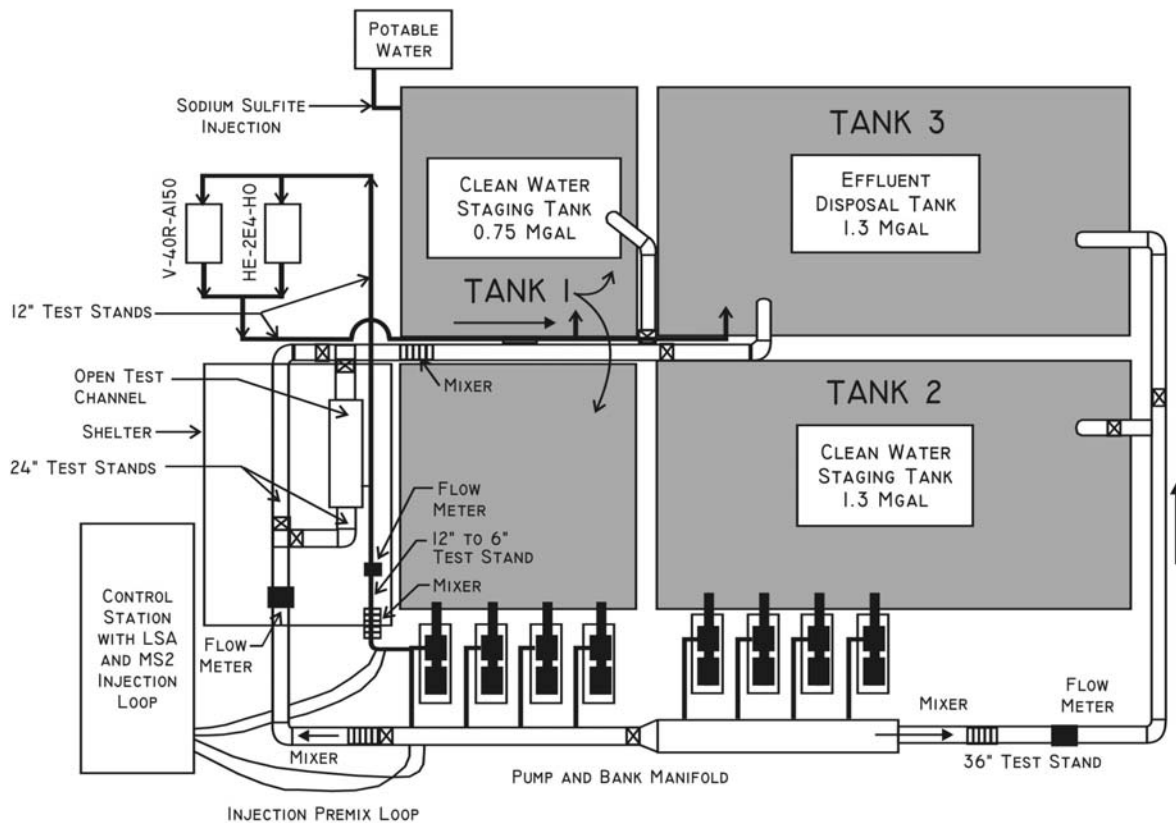 POTABLE
WATER
SODIUM SULFITE
INJECTION
TANK 3
CLEAN WATER
STAGING TANK
0.75 MGAL
EFFLUENT
DISPOSAL TANK
1.3 MGAL
V-40R-A150
HE-2E4-HO
TANK 1
12" TEST STANDS
MIXER
OPEN TEST
CHANNEL
SHELTER
24" TEST STANDS
TANK 2
CLEAN WATER
STAGING TANK
1.3 MGAL
FLOW
METER
12" TO 6"
TEST STAND
MIXER
CONTROL
STATION
WITH LSA
AND MS2
INJECTION
LOOP
FLOW
METER
MIXER
PUMP AND BANK MANIFOLD
MIXER
FLOW
METER
36" TEST STAND
INJECTION PREMIX LOOP